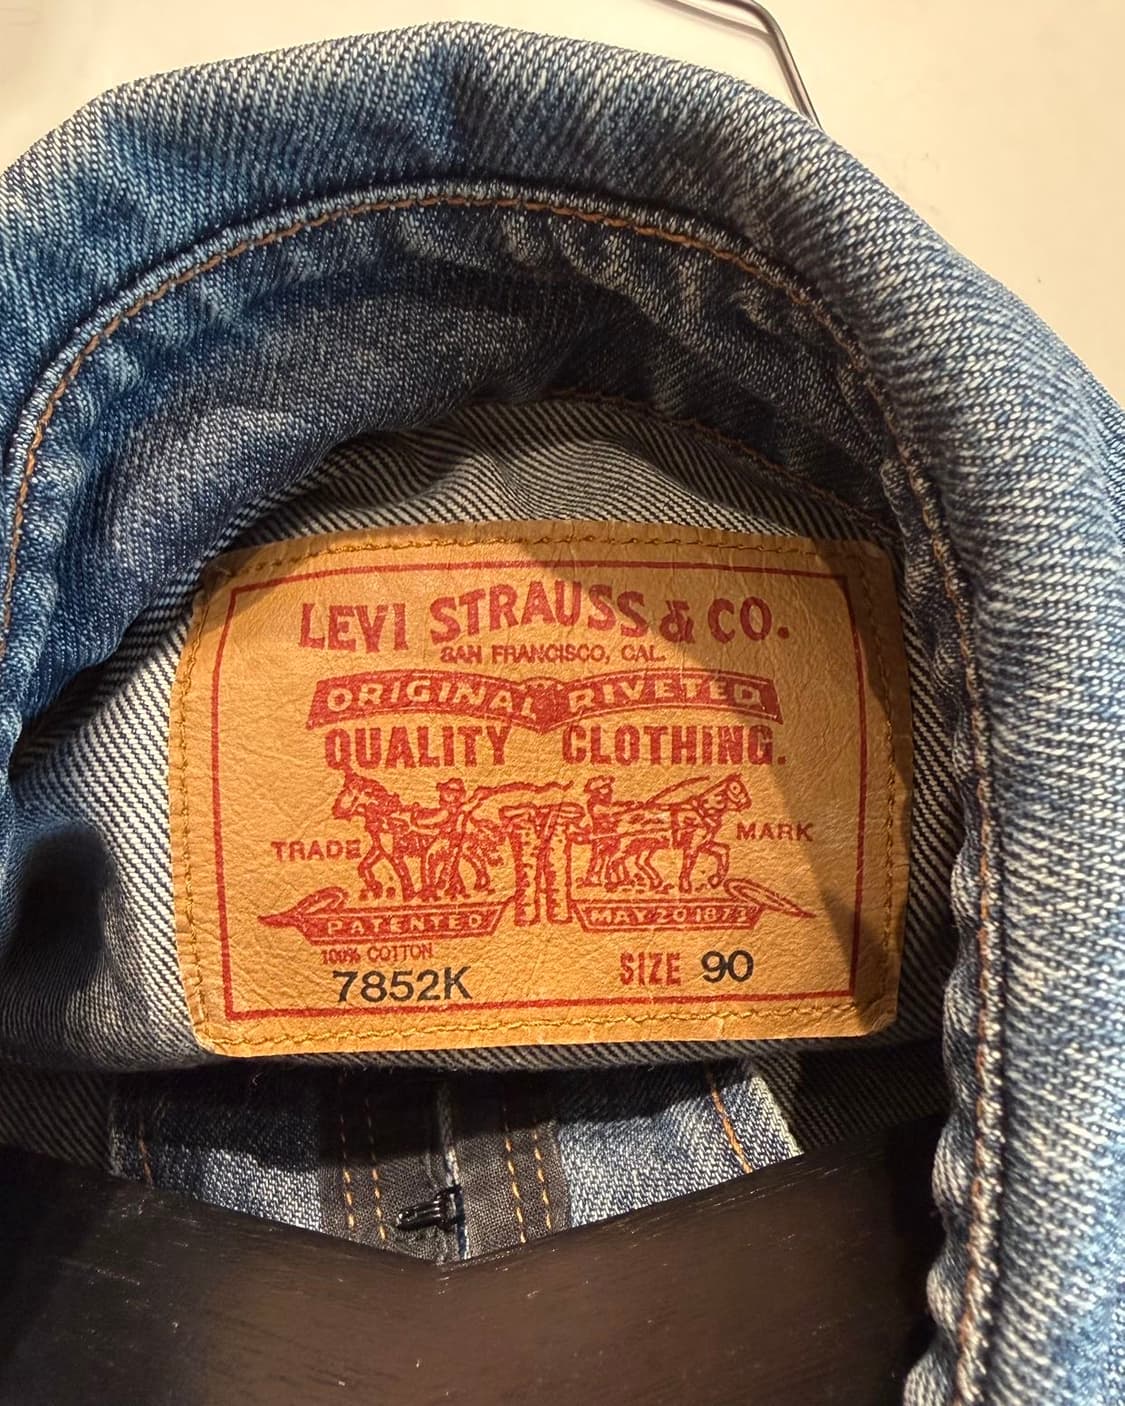 LEVI STRAUSS & CO.
SAN FRANCISCO, CAL.
ORIGINAL RIVETED
QUALITY CLOTHING.
TRADE MARK
PATENTED MAY 20 1873
100% COTTON
7852K SIZE 90